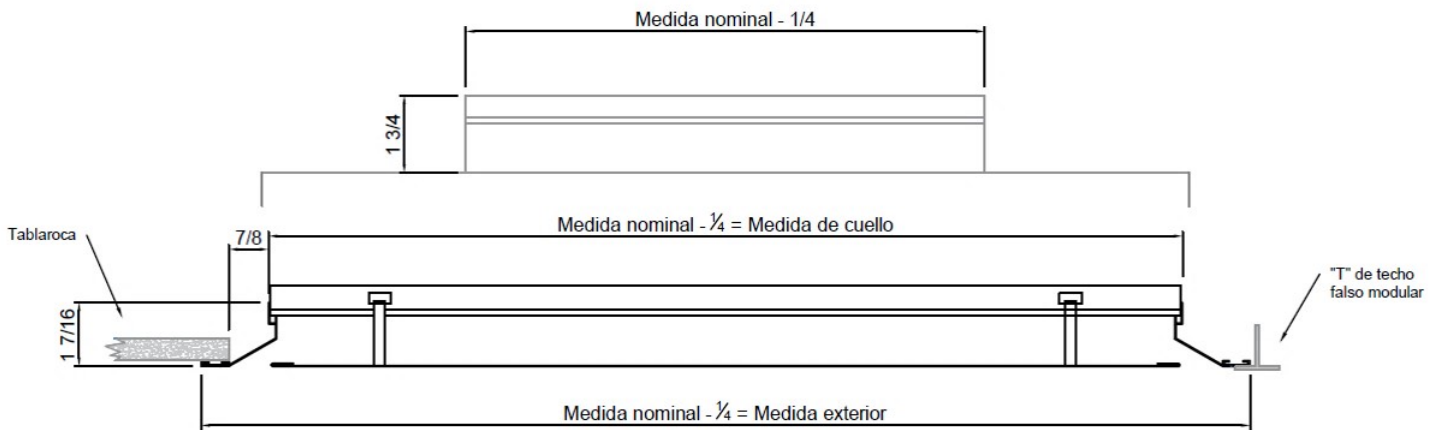 Medida nominal - 1/4
1 3/4
Medida nominal - ¼ = Medida de cuello
Tablaroca
7/8
"T" de techo
falso modular
1 7/16
Medida nominal - ¼ = Medida exterior